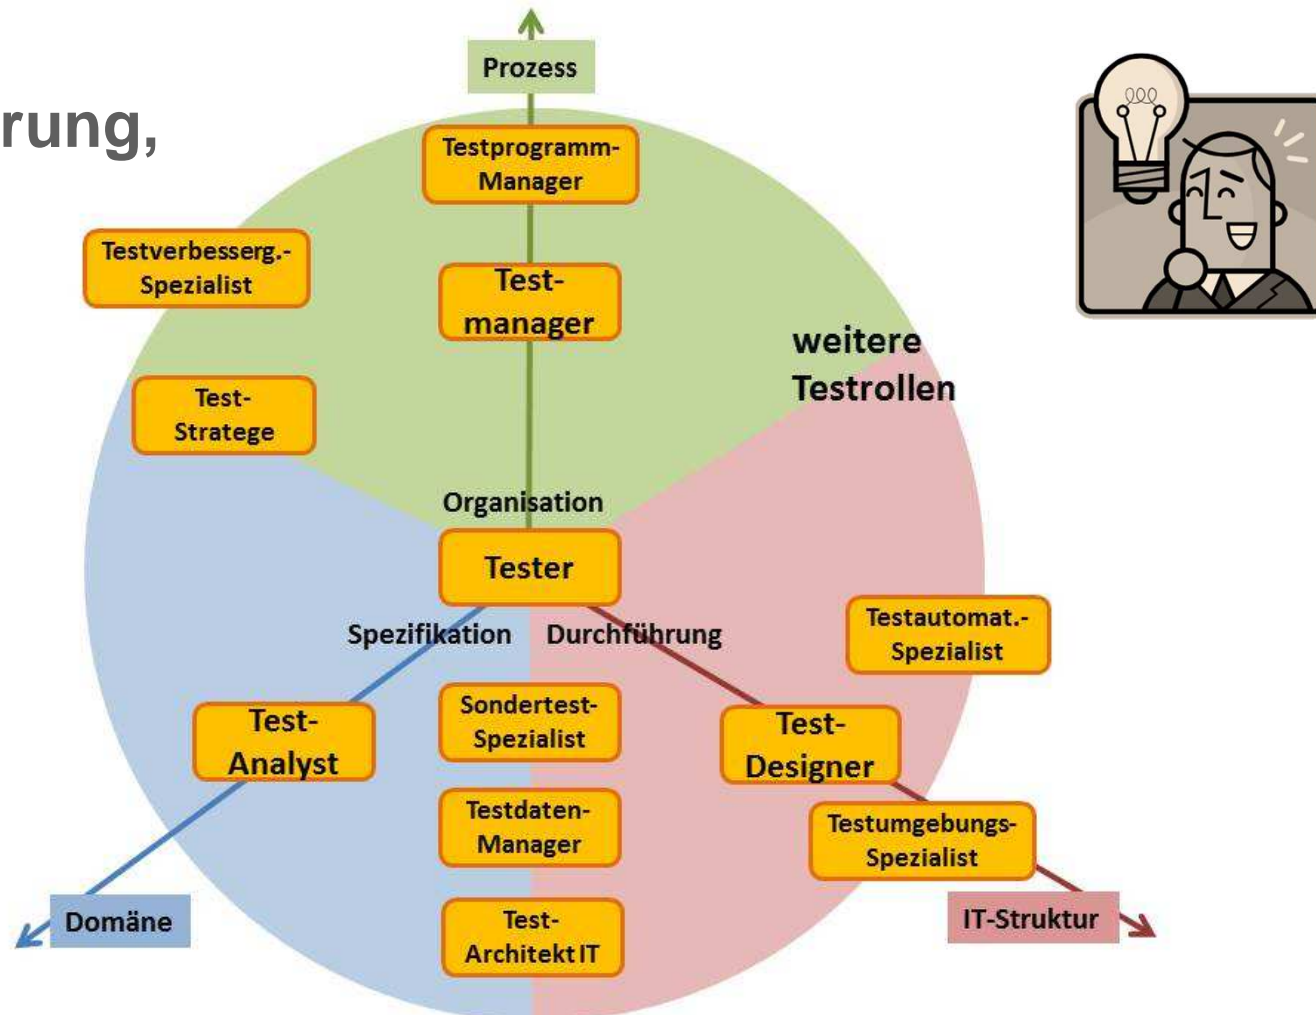 Prozess
rung,
Testprogramm-
Manager
Testverbesserg.-
Spezialist
Test-
manager
weitere
Testrollen
Test-
Stratege
Organisation
Tester
Spezifikation
Durchführung
Testautomat.-
Spezialist
Sondertest-
Spezialist
Test-
Analyst
Test-
Designer
Testdaten-
Manager
Testumgebungs-
Spezialist
Domäne
Test-
Architekt IT
IT-Struktur